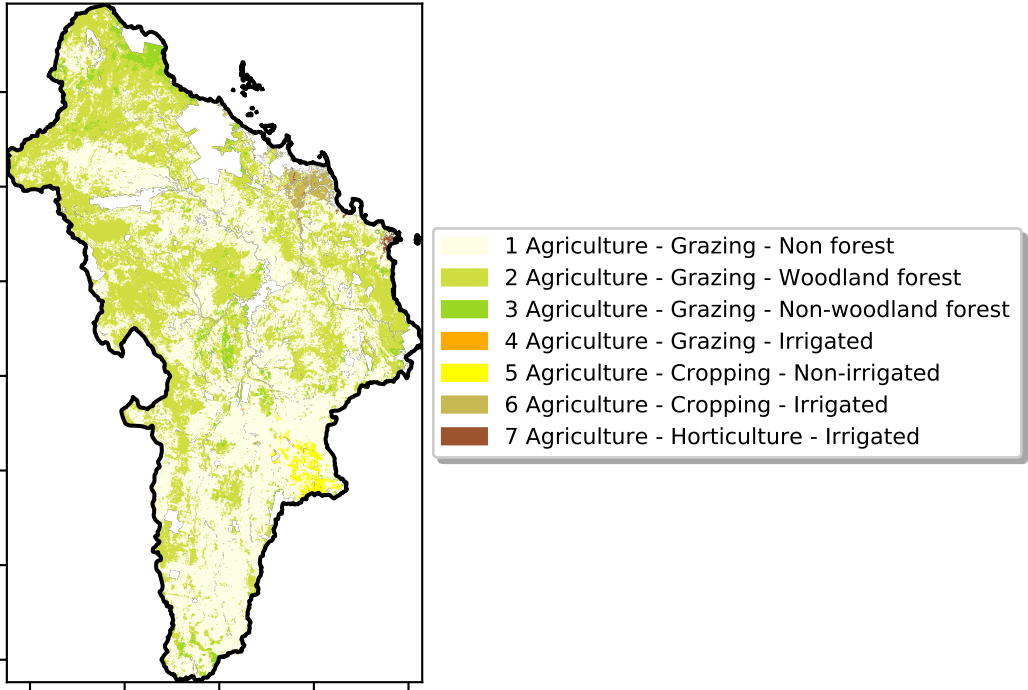 1 Agriculture - Grazing - Non forest
2 Agriculture - Grazing - Woodland forest
3 Agriculture - Grazing - Non-woodland forest
4 Agriculture - Grazing - Irrigated
5 Agriculture - Cropping - Non-irrigated
6 Agriculture - Cropping - Irrigated
7 Agriculture - Horticulture - Irrigated